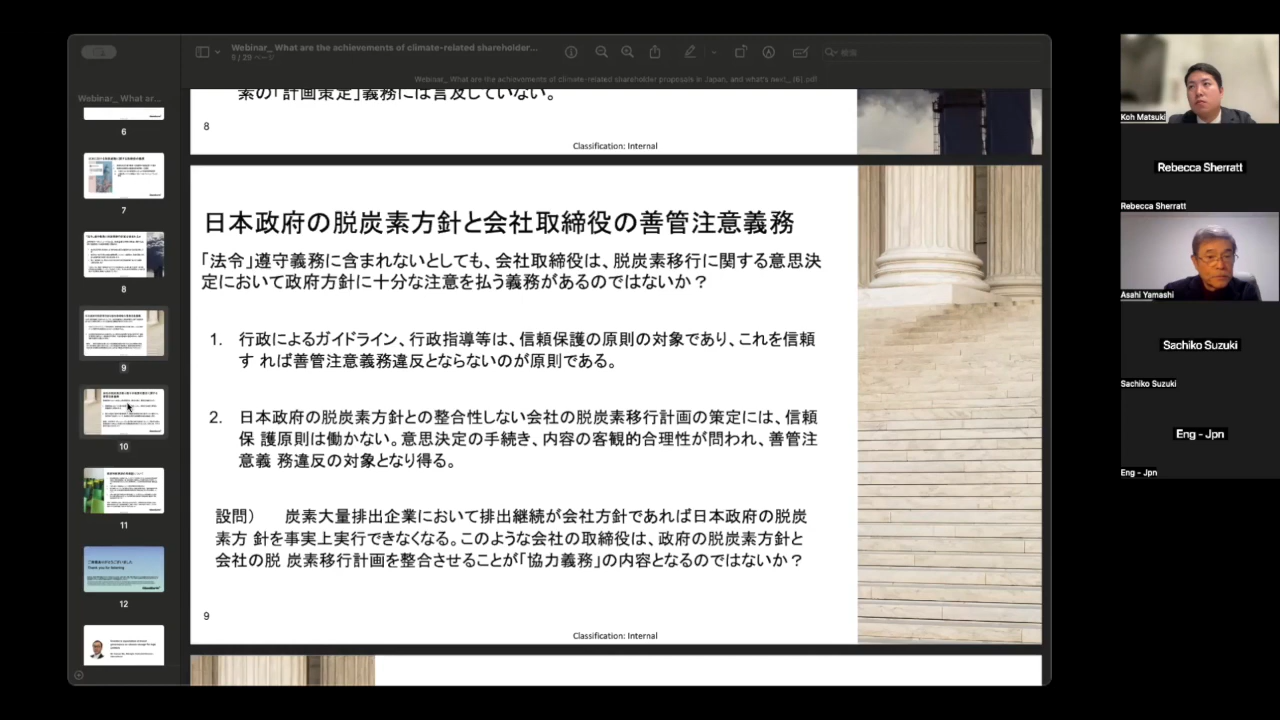 Webinar_ What are the achievements of climate-related shareholder...
9 / 29 ページ
検索
Webinar_ What are the achievements of climate-related shareholder proposals in Japan, and what's next_ (6).pdf
Webinar_ What ar...
6
7
8
9
10
11
12
素の「計画策定」義務には言及していない。
8
Classification: Internal
日本政府の脱炭素方針と会社取締役の善管注意義務
「法令」遵守義務に含まれないとしても、会社取締役は、脱炭素移行に関する意思決
定において政府方針に十分な注意を払う義務があるのではないか？
1. 行政によるガイドライン、行政指導等は、信頼保護の原則の対象であり、これを信頼
す れば善管注意義務違反とならないのが原則である。
2. 日本政府の脱炭素方針との整合性しない会社の脱炭素移行計画の策定には、信頼
保 護原則は働かない。意思決定の手続き、内容の客観的合理性が問われ、善管注
意義 務違反の対象となり得る。
設問） 炭素大量排出企業において排出継続が会社方針であれば日本政府の脱炭
素方 針を事実上実行できなくなる。このような会社の取締役は、政府の脱炭素方針と
会社の脱 炭素移行計画を整合させることが「協力義務」の内容となるのではないか？
9
Classification: Internal
Koh Matsuki
Rebecca Sherratt
Rebecca Sherratt
Asahi Yamashi
Sachiko Suzuki
Sachiko Suzuki
Eng - Jpn
Eng - Jpn